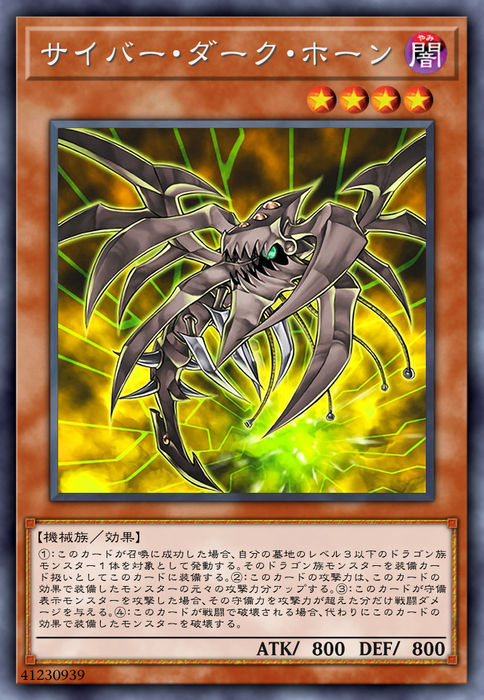 サイバー・ダーク・ホーン
闇
やみ
【機械族／効果】
①：このカードが召喚に成功した場合、自分の墓地のレベル３以下のドラゴン族
モンスター１体を対象として発動する。そのドラゴン族モンスターを装備カー
ド扱いとしてこのカードに装備する。②：このカードの攻撃力は、このカードの
効果で装備したモンスターの元々の攻撃力分アップする。③：このカードが守備
表示モンスターを攻撃した場合、その守備力を攻撃力が超えた分だけ戦闘ダメ
ージを与える。④：このカードが戦闘で破壊される場合、代わりにこのカードの
効果で装備したモンスターを破壊する。
ATK/ 800 DEF/ 800
41230939